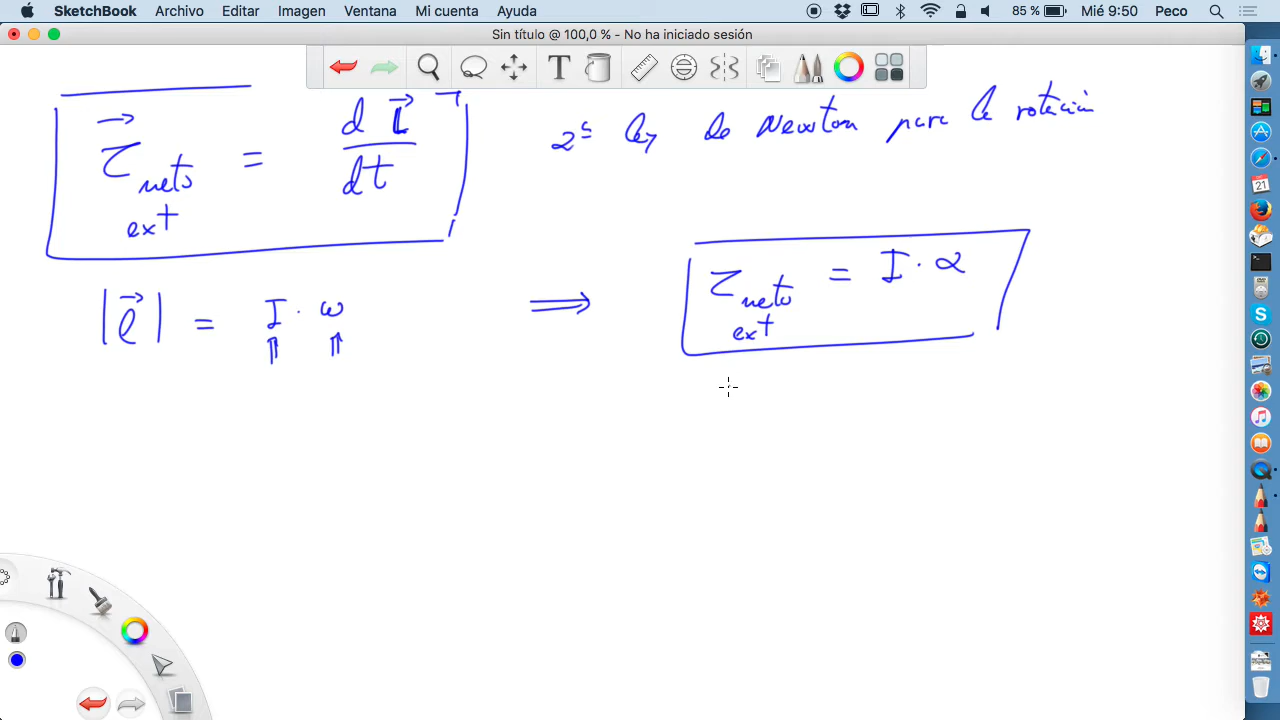 SketchBook Archivo Editar Imagen Ventana Mi cuenta Ayuda 85 % Mié 9:50 Peco
Sin título @ 100,0 % - No ha iniciado sesión
τ⃗ neto ext = d L⃗ / dt
2ª ley de Newton para la rotación
|ℓ⃗| = I · ω ⟹ τ neto ext = I · α
21